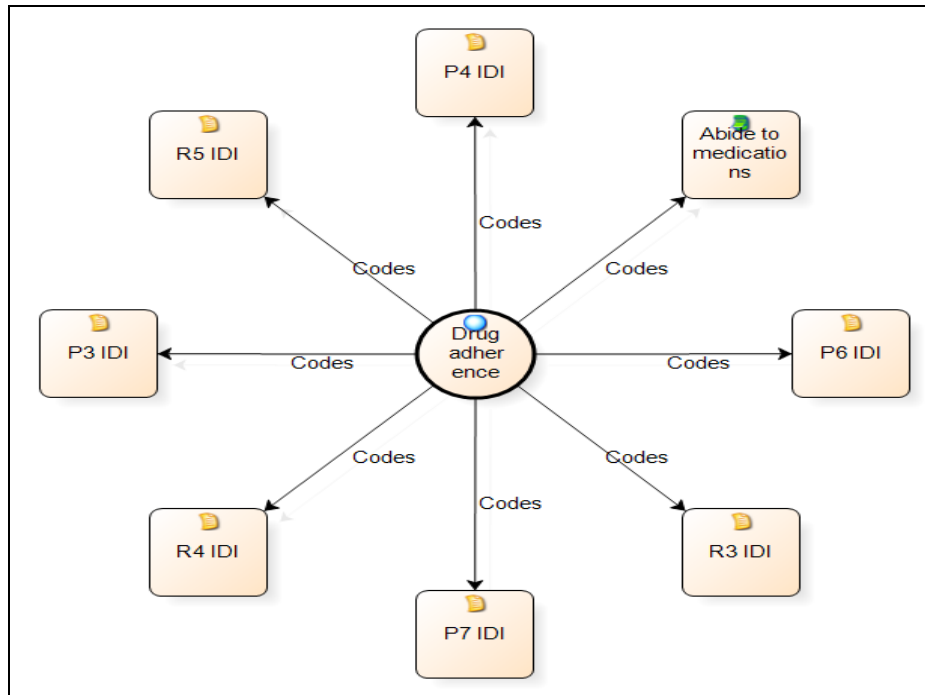 P4 IDI
R5 IDI
Abide to
medicatio
ns
Codes
Codes
Codes
P3 IDI
Drug
adher
ence
P6 IDI
Codes
Codes
Codes
Codes
Codes
R4 IDI
R3 IDI
P7 IDI